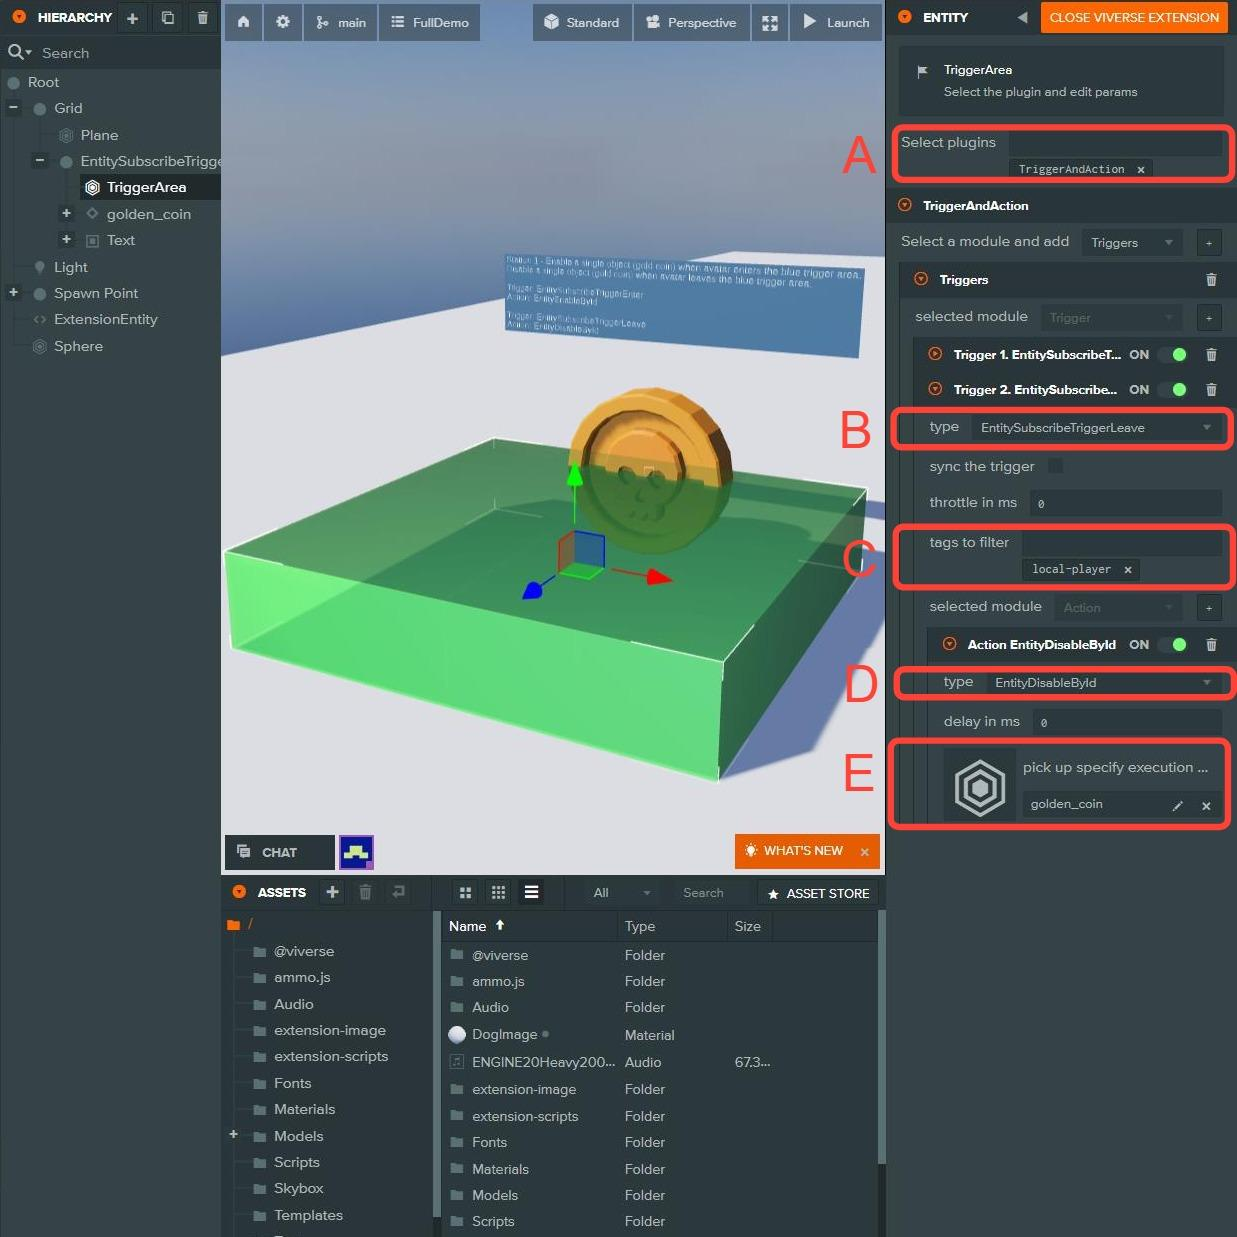 HIERARCHY
main
FullDemo
Standard
Perspective
Launch
ENTITY
CLOSE VIVERSE EXTENSION
Search
Root
Grid
Plane
EntitySubscribeTrigge
TriggerArea
golden_coin
Text
Light
Spawn Point
ExtensionEntity
Sphere
Station 1 - Enable a single object (gold coin) when avatar enters the blue trigger area.
Disable a single object (gold coin) when avatar leaves the blue trigger area.
Trigger: EntitySubscribeTriggerEnter
Action: EntityEnableById
Trigger: EntitySubscribeTriggerLeave
Action: EntityDisableById
CHAT
WHAT'S NEW ×
A
B
C
D
E
TriggerArea
Select the plugin and edit params
Select plugins
TriggerAndAction ×
TriggerAndAction
Select a module and add Triggers +
Triggers
selected module Trigger +
Trigger 1. EntitySubscribeT... ON
Trigger 2. EntitySubscribe... ON
type EntitySubscribeTriggerLeave
sync the trigger
throttle in ms 0
tags to filter
local-player ×
selected module Action +
Action EntityDisableById ON
type EntityDisableById
delay in ms 0
pick up specify execution ...
golden_coin ×
ASSETS
All
Search
ASSET STORE
/
@viverse
ammo.js
Audio
extension-image
extension-scripts
Fonts
Materials
Models
Scripts
Skybox
Templates
Name Type Size
@viverse Folder
ammo.js Folder
Audio Folder
DogImage Material
ENGINE20Heavy200... Audio 67.3...
extension-image Folder
extension-scripts Folder
Fonts Folder
Materials Folder
Models Folder
Scripts Folder